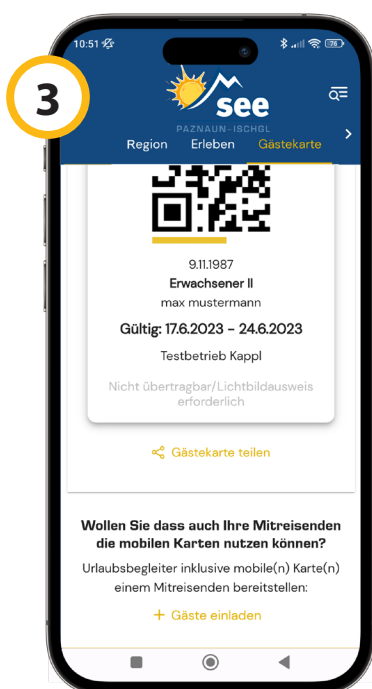 3
10:51
76
see
PAZNAUN-ISCHGL
Region Erleben Gästekarte
9.11.1987
Erwachsener II
max mustermann
Gültig: 17.6.2023 - 24.6.2023
Testbetrieb Kappl
Nicht übertragbar/Lichtbildausweis
erforderlich
Gästekarte teilen
Wollen Sie dass auch Ihre Mitreisenden
die mobilen Karten nutzen können?
Urlaubsbegleiter inklusive mobile(n) Karte(n)
einem Mitreisenden bereitstellen:
+ Gäste einladen